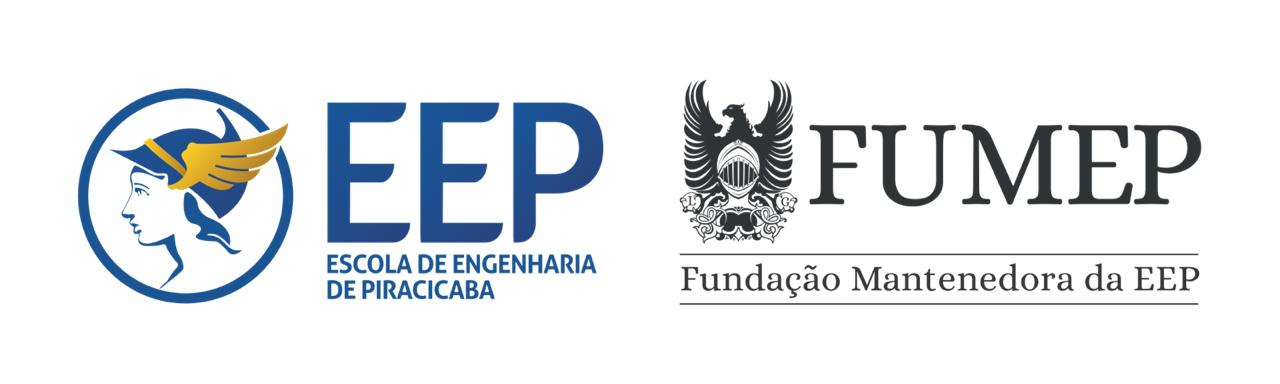 EEP
ESCOLA DE ENGENHARIA
DE PIRACICABA
FUMEP
Fundação Mantenedora da EEP